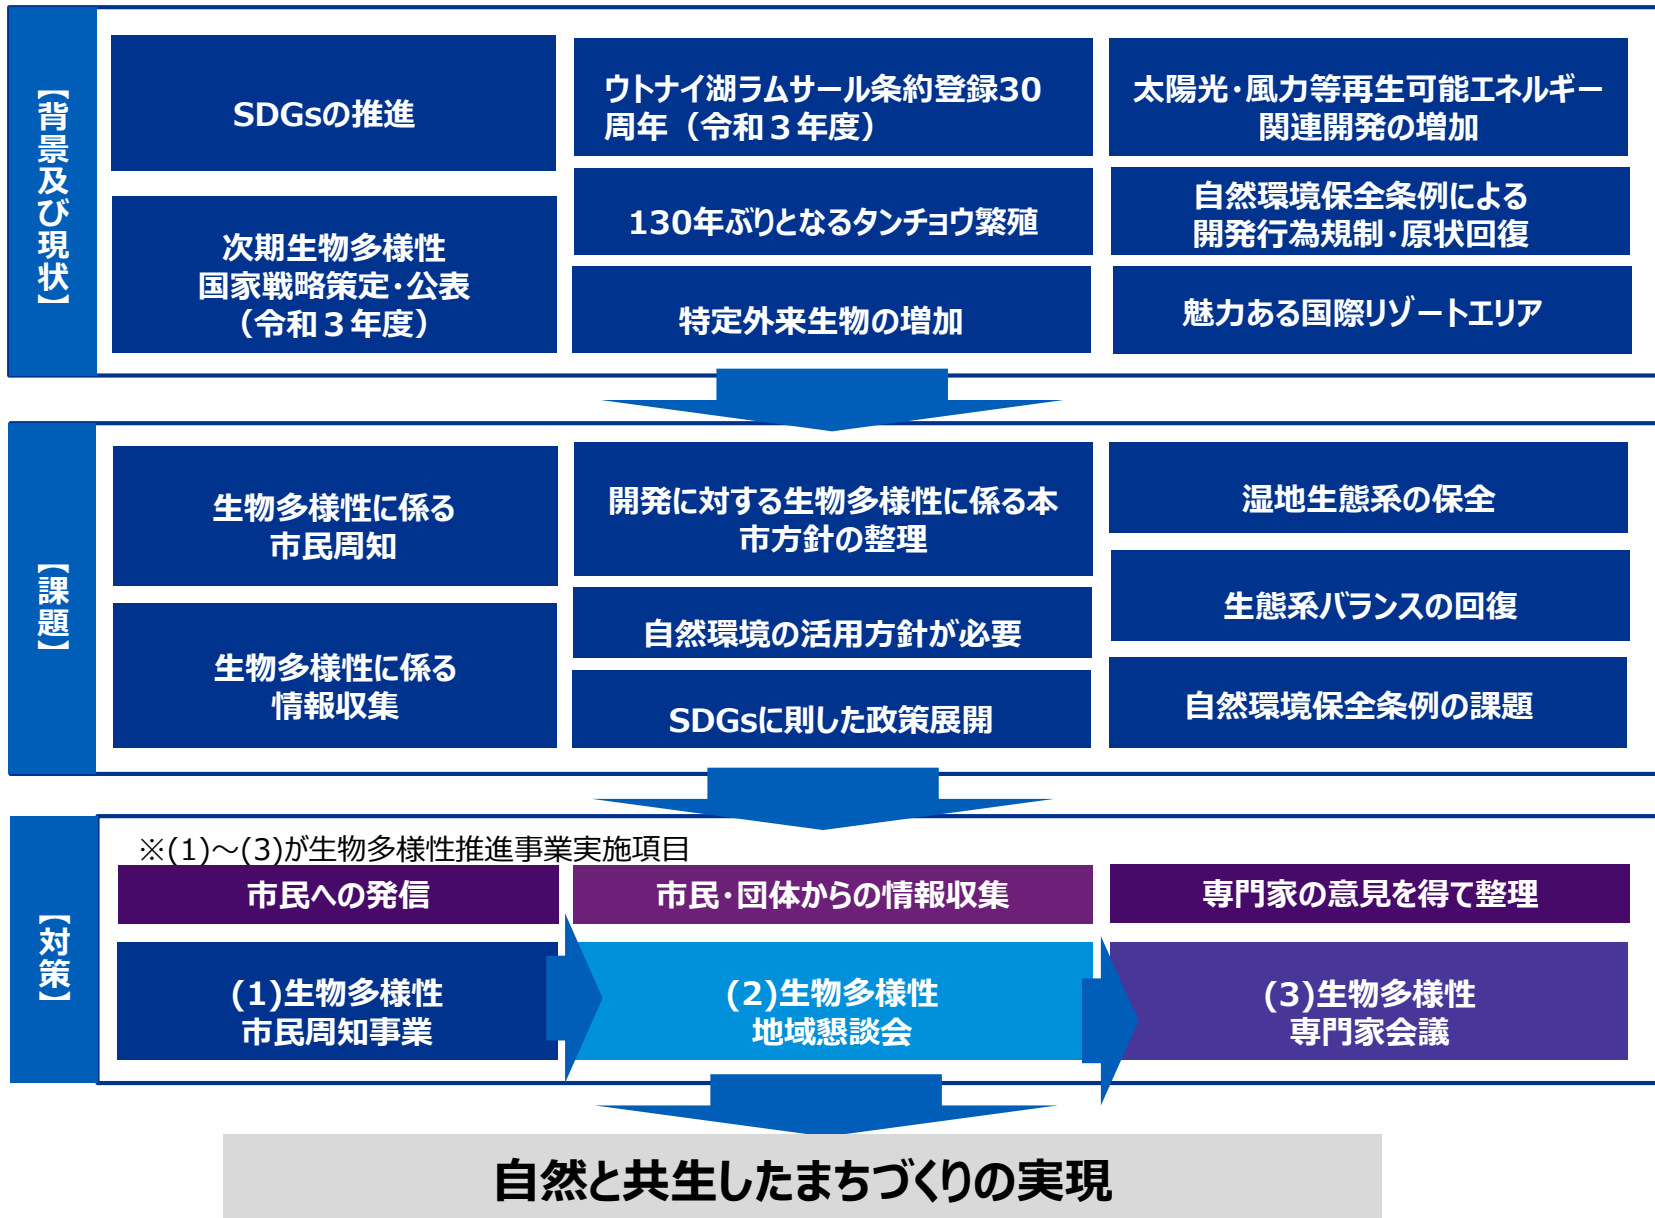 【背景及び現状】
SDGsの推進
次期生物多様性
国家戦略策定・公表
（令和３年度）
ウトナイ湖ラムサール条約登録30
周年（令和３年度）
130年ぶりとなるタンチョウ繁殖
特定外来生物の増加
太陽光・風力等再生可能エネルギー
関連開発の増加
自然環境保全条例による
開発行為規制・原状回復
魅力ある国際リゾートエリア
【課題】
生物多様性に係る
市民周知
生物多様性に係る
情報収集
開発に対する生物多様性に係る本
市方針の整理
自然環境の活用方針が必要
SDGsに則した政策展開
湿地生態系の保全
生態系バランスの回復
自然環境保全条例の課題
【対策】
※(1)～(3)が生物多様性推進事業実施項目
市民への発信
(1)生物多様性
市民周知事業
市民・団体からの情報収集
(2)生物多様性
地域懇談会
専門家の意見を得て整理
(3)生物多様性
専門家会議
自然と共生したまちづくりの実現